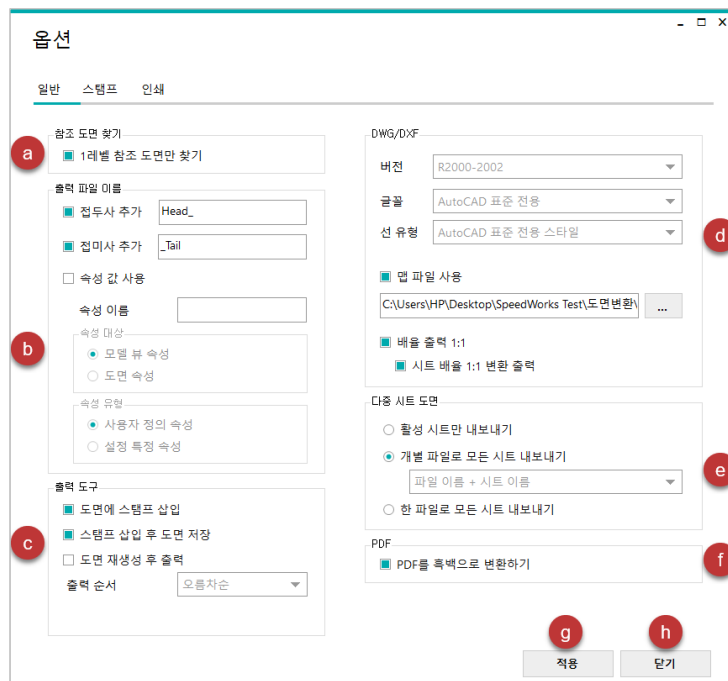 옵션
일반 스탬프 인쇄
참조 도면 찾기
a
1레벨 참조 도면만 찾기
출력 파일 이름
접두사 추가 Head_
접미사 추가 _Tail
속성 값 사용
속성 이름
b
속성 대상
모델 뷰 속성
도면 속성
속성 유형
사용자 정의 속성
설정 특정 속성
출력 도구
c
도면에 스탬프 삽입
스탬프 삽입 후 도면 저장
도면 재생성 후 출력
출력 순서 오름차순
DWG/DXF
버전 R2000-2002
글꼴 AutoCAD 표준 전용
선 유형 AutoCAD 표준 전용 스타일
d
맵 파일 사용
C:\Users\HP\Desktop\SpeedWorks Test\도면변환\ ...
배율 출력 1:1
시트 배율 1:1 변환 출력
다중 시트 도면
활성 시트만 내보내기
개별 파일로 모든 시트 내보내기
e
파일 이름 + 시트 이름
한 파일로 모든 시트 내보내기
PDF
PDF를 흑백으로 변환하기
f
g h
적용 닫기